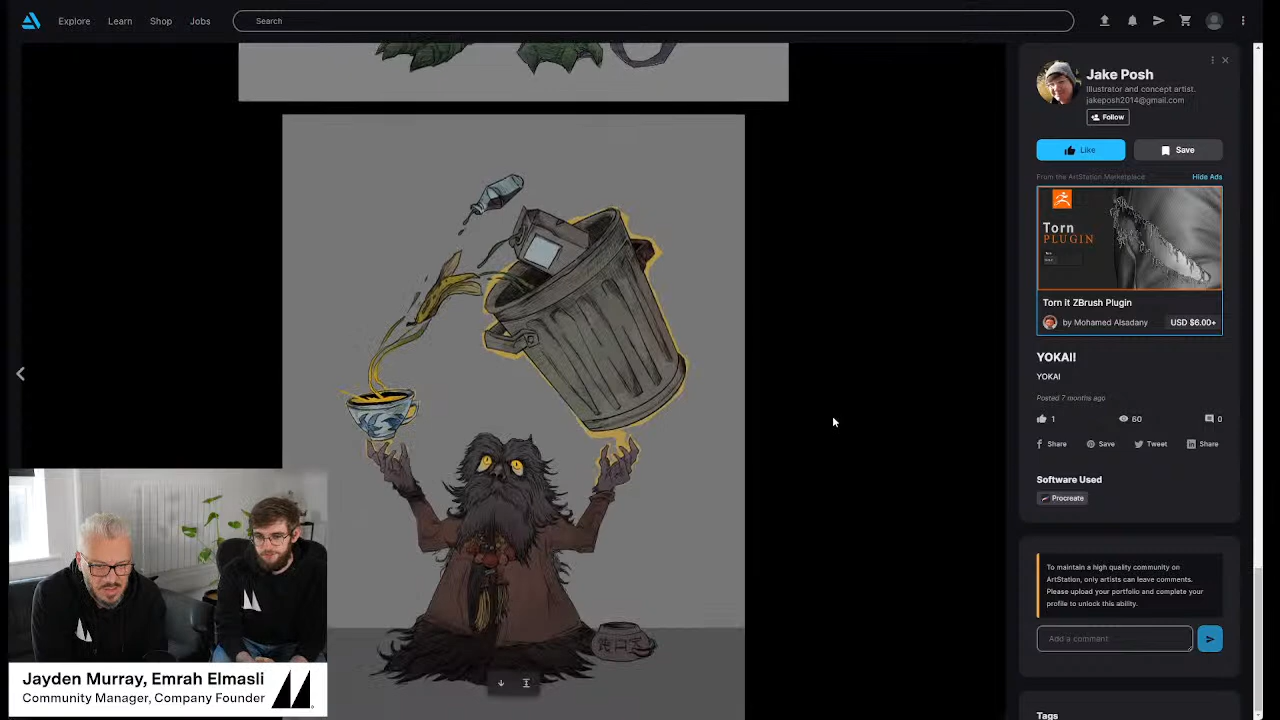 Explore
Learn
Shop
Jobs
Search
Jake Posh
Illustrator and concept artist.
jakeposh2014@gmail.com
Follow
Like
Save
From the ArtStation Marketplace
Hide Ads
Torn
PLUGIN
Torn it ZBrush Plugin
by Mohamed Alsadany
USD $6.00+
YOKAI!
YOKAI
Posted 7 months ago
1
60
0
Share
Save
Tweet
Share
Software Used
Procreate
To maintain a high quality community on
ArtStation, only artists can leave comments.
Please upload your portfolio and complete your
profile to unlock this ability.
Add a comment
Tags
Jayden Murray, Emrah Elmasli
Community Manager, Company Founder